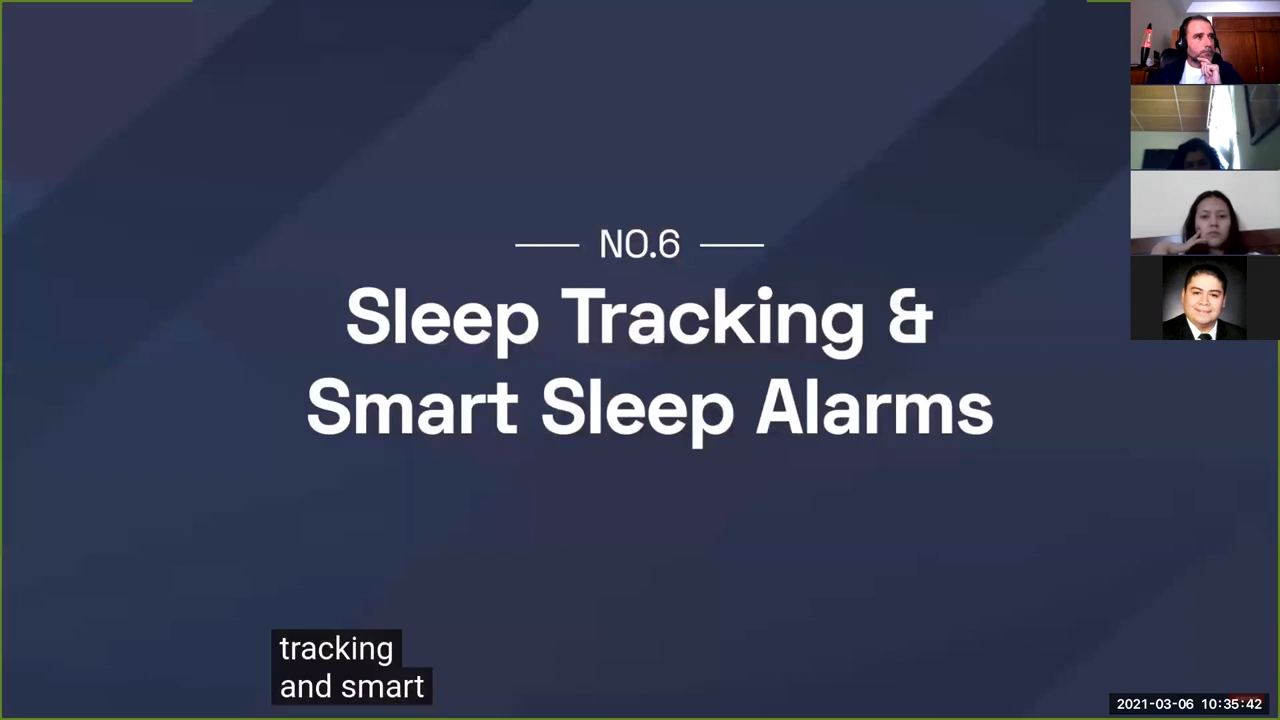 NO.6
Sleep Tracking &
Smart Sleep Alarms
tracking
and smart
2021-03-06 10:35:42